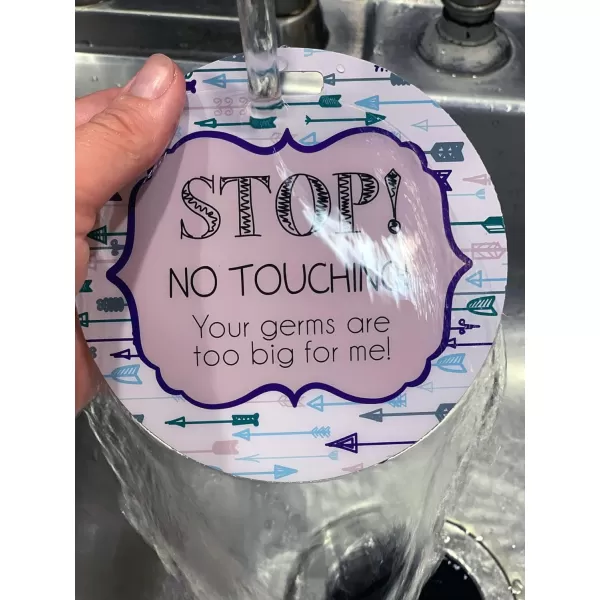 STOP!
NO TOUCHING!
Your germs are
too big for me!